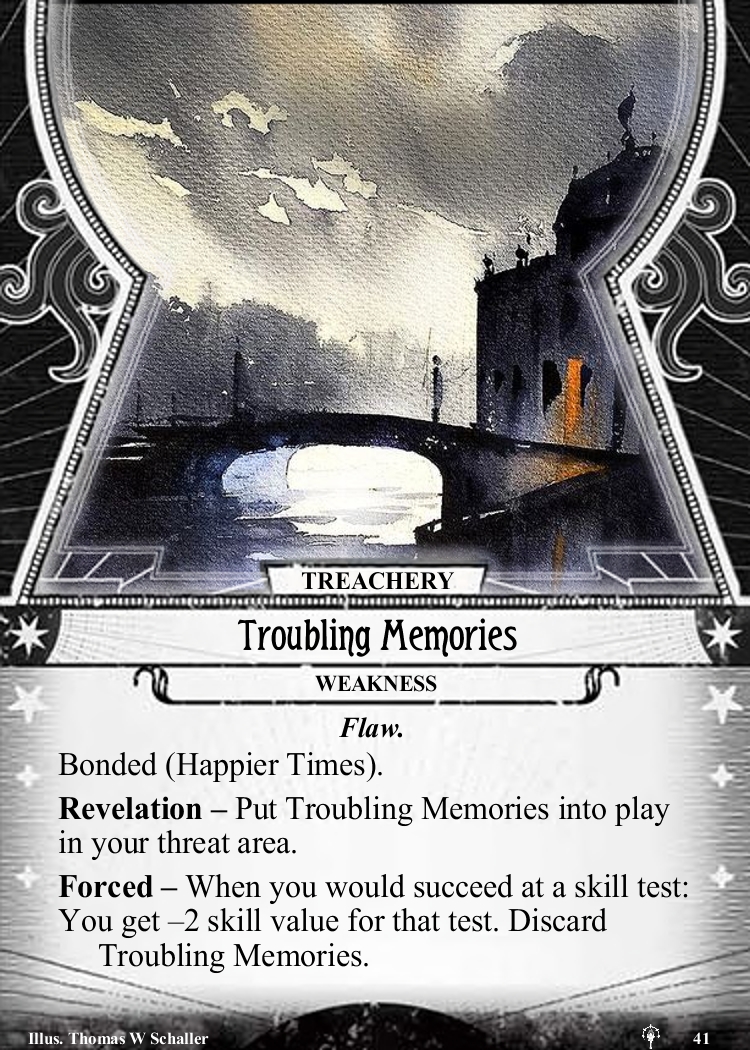 TREACHERY
Troubling Memories
WEAKNESS
Flaw.
Bonded (Happier Times).
Revelation – Put Troubling Memories into play
in your threat area.
Forced – When you would succeed at a skill test:
You get –2 skill value for that test. Discard
Troubling Memories.
Illus. Thomas W Schaller
41